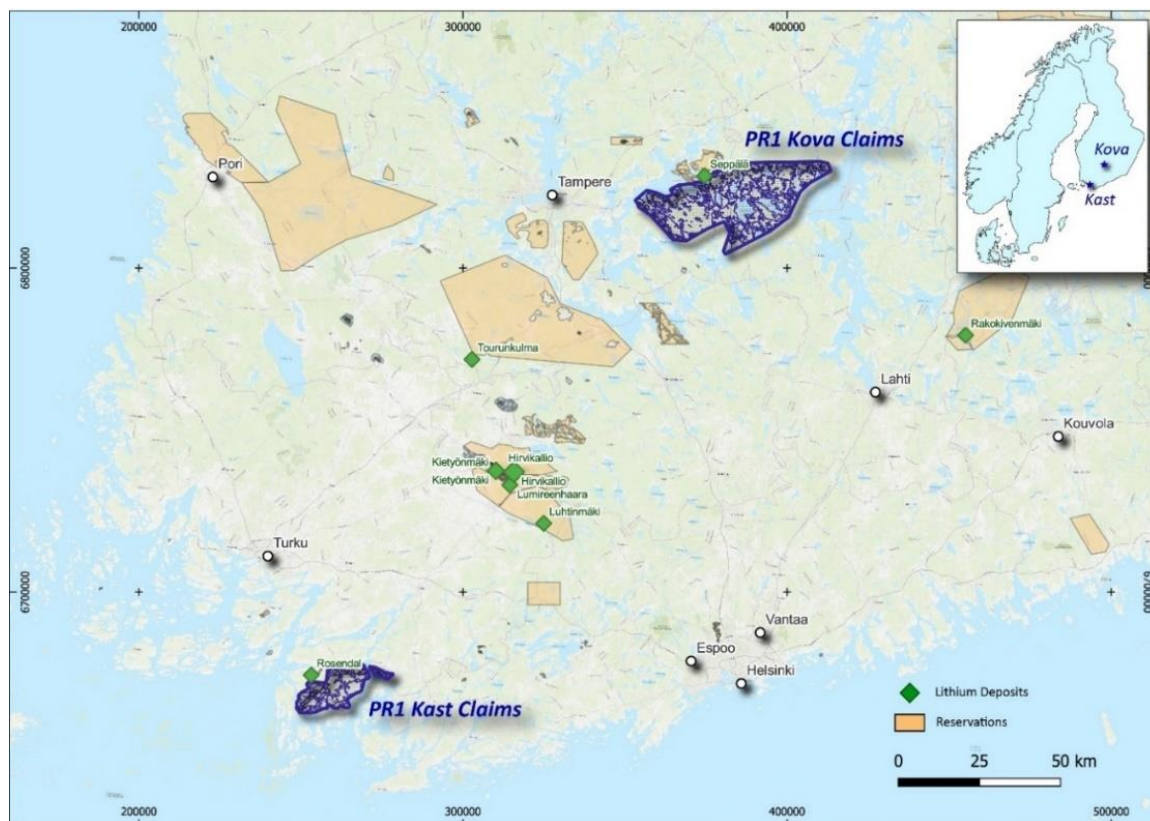 200000
300000
400000
PR1 Kova Claims
Seppälä
Pori
Tampere
Kova
Kast
6800000
Rakokivenmäki
Tourunkulma
Lahti
Kouvola
Kietyönmäki
Hirvikallio
Kietyönmäki
Hirvikallio
Lumireenhaara
Luhtinmäki
Turku
6700000
6700000
Vantaa
Espoo
Helsinki
Rosendal
PR1 Kast Claims
Lithium Deposits
Reservations
0 25 50 km
200000
300000
400000
500000